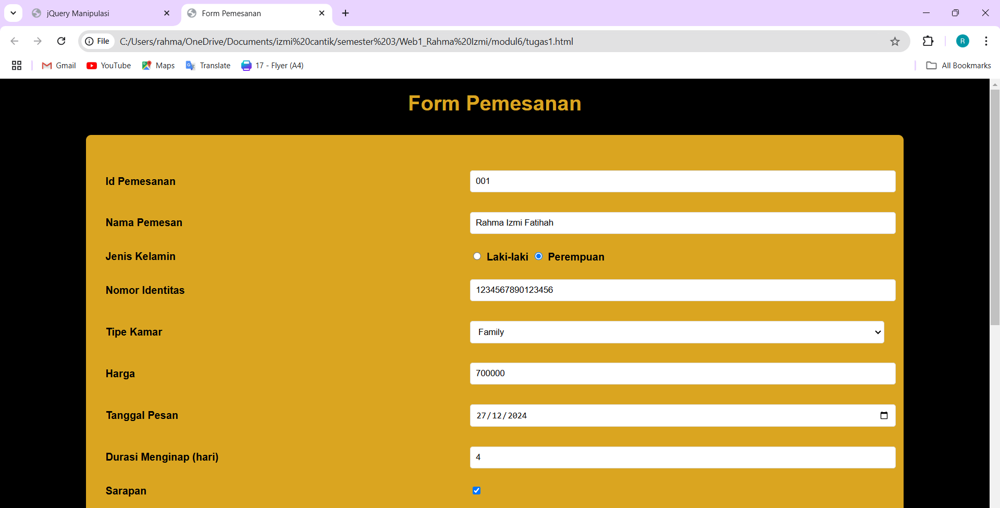 jQuery Manipulasi
Form Pemesanan
File
C:/Users/rahma/OneDrive/Documents/izmi%20cantik/semester%203/Web1_Rahma%20Izmi/modul6/tugas1.html
R
Gmail
YouTube
Maps
Translate
17 - Flyer (A4)
All Bookmarks
Form Pemesanan
Id Pemesanan
001
Nama Pemesan
Rahma Izmi Fatihah
Jenis Kelamin
Laki-laki Perempuan
Nomor Identitas
1234567890123456
Tipe Kamar
Family
Harga
700000
Tanggal Pesan
27/12/2024
Durasi Menginap (hari)
4
Sarapan